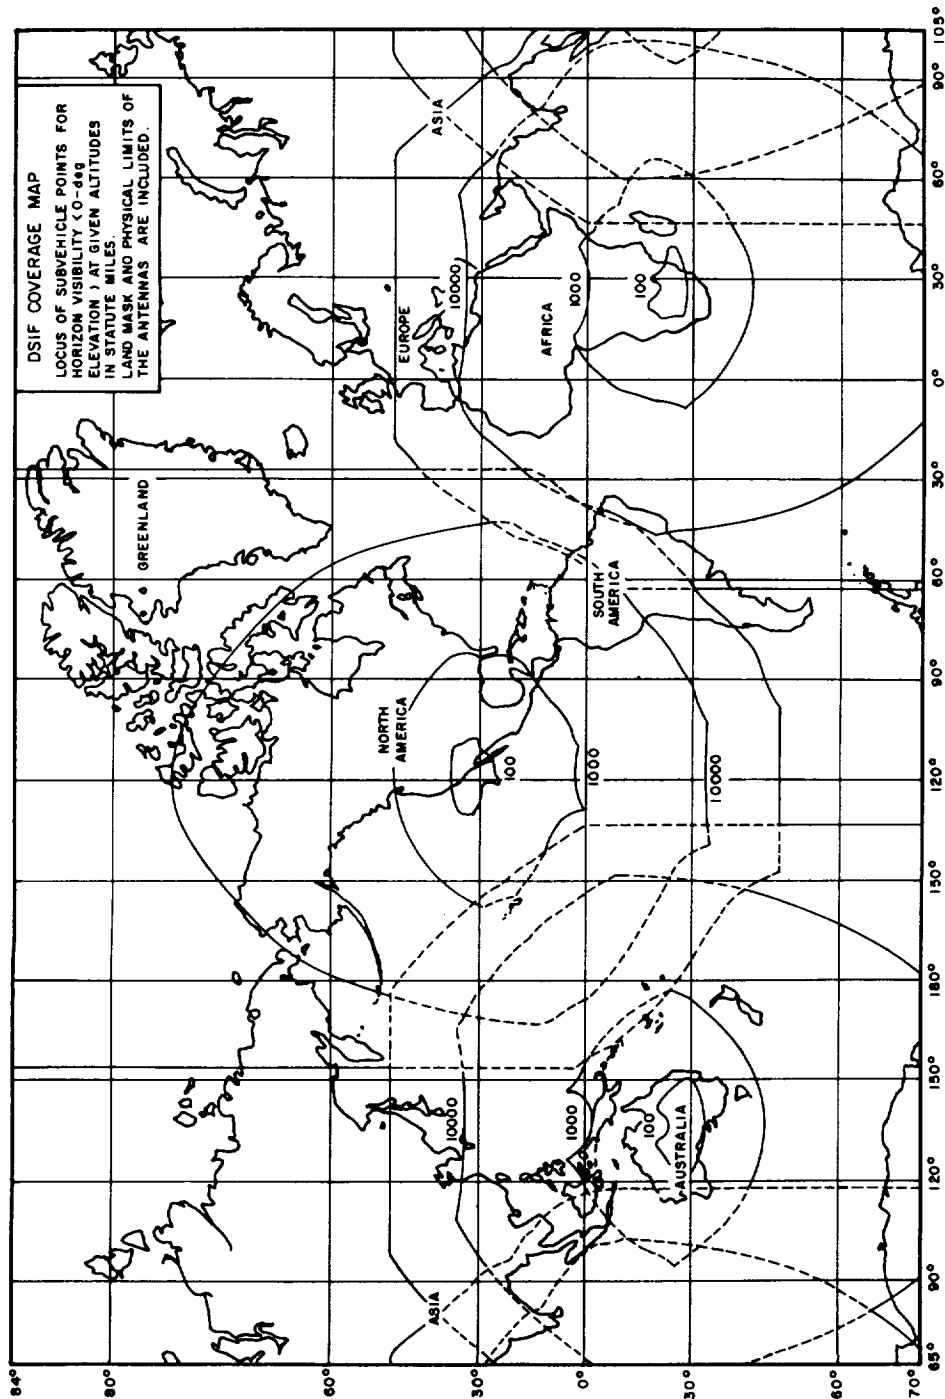 84°
80°
60°
30°
0°
30°
60°
70°
DSIF COVERAGE MAP
LOCUS OF SUBVEHICLE POINTS FOR
HORIZON VISIBILITY (0-deg
ELEVATION) AT GIVEN ALTITUDES
IN STATUTE MILES.
LAND MASK AND PHYSICAL LIMITS OF
THE ANTENNAS ARE INCLUDED.
GREENLAND
NORTH
AMERICA
EUROPE
ASIA
ASIA
10000
10000
100
AFRICA
1000
1000
1000
SOUTH
AMERICA
100
100
AUSTRALIA
10000
65°
90°
120°
150°
180°
150°
120°
90°
60°
30°
0°
30°
60°
90°
105°